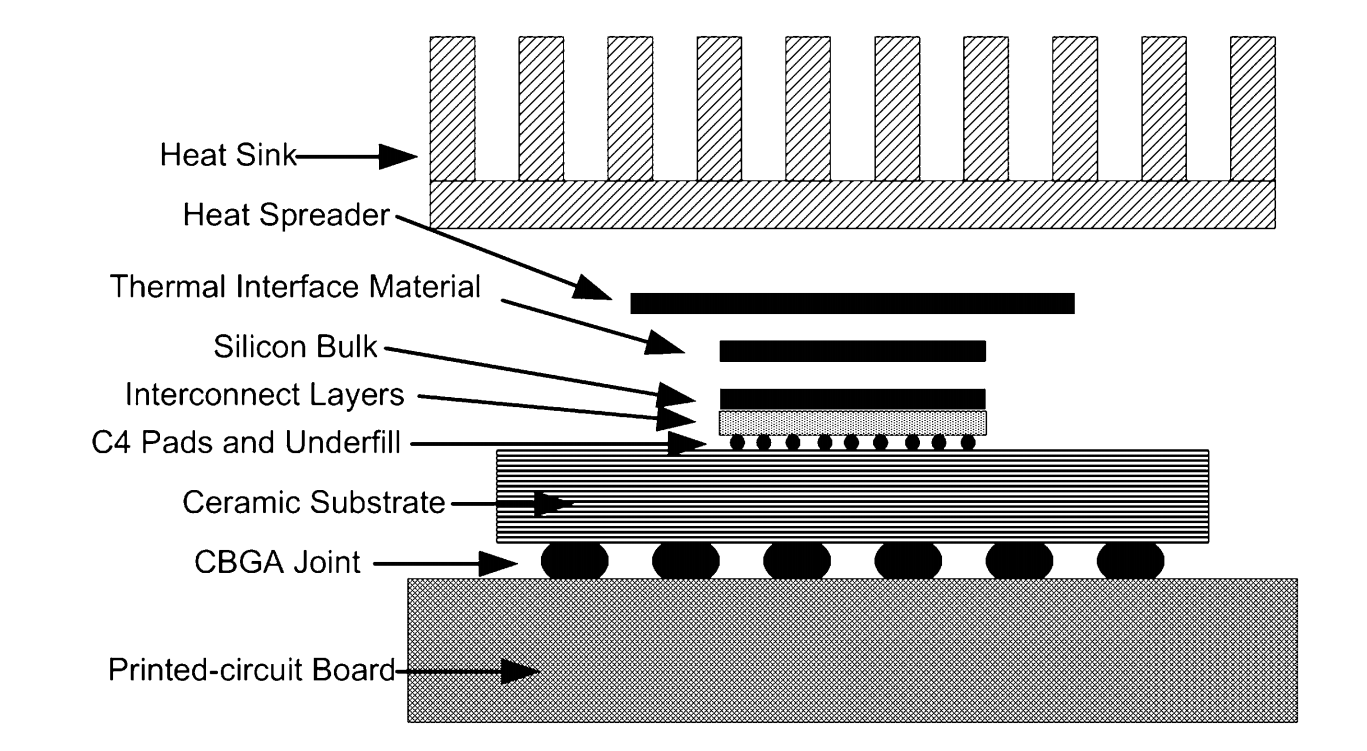 Heat Sink
Heat Spreader
Thermal Interface Material
Silicon Bulk
Interconnect Layers
C4 Pads and Underfill
Ceramic Substrate
CBGA Joint
Printed-circuit Board